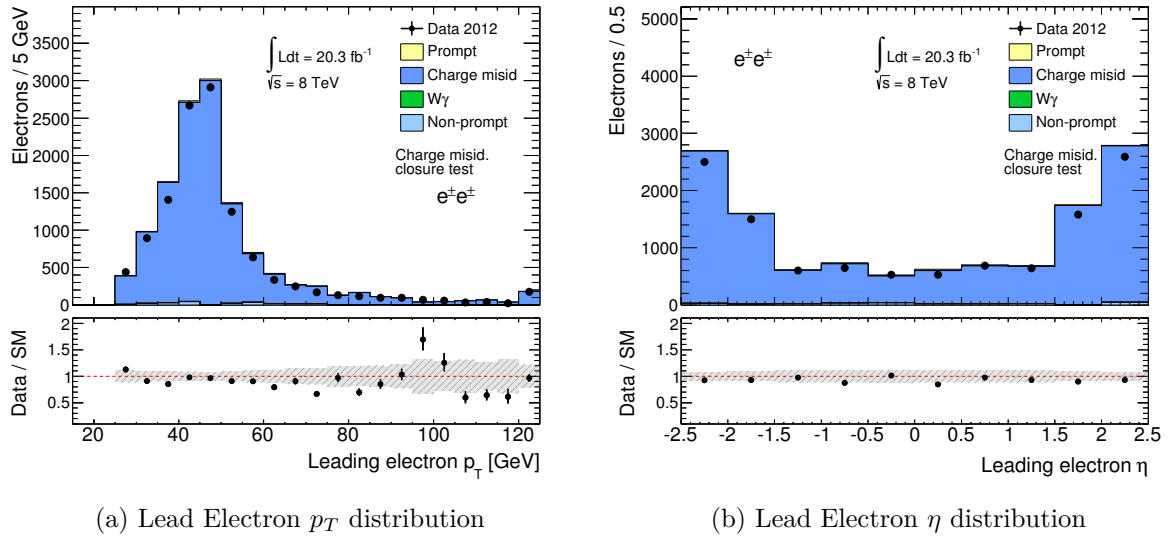 Electrons / 5 GeV
3500
3000
2500
2000
1500
1000
500
0
∫ Ldt = 20.3 fb⁻¹
√s = 8 TeV
Data 2012
Prompt
Charge misid
Wγ
Non-prompt
Charge misid.
closure test
e±e±
Data / SM
2
1.5
1
0.5
20 40 60 80 100 120
Leading electron p_T [GeV]
(a) Lead Electron p_T distribution
Electrons / 0.5
5000
4000
3000
2000
1000
0
e±e±
∫ Ldt = 20.3 fb⁻¹
√s = 8 TeV
Data 2012
Prompt
Charge misid
Wγ
Non-prompt
Charge misid.
closure test
Data / SM
2
1.5
1
0.5
-2.5 -2 -1.5 -1 -0.5 0 0.5 1 1.5 2 2.5
Leading electron η
(b) Lead Electron η distribution